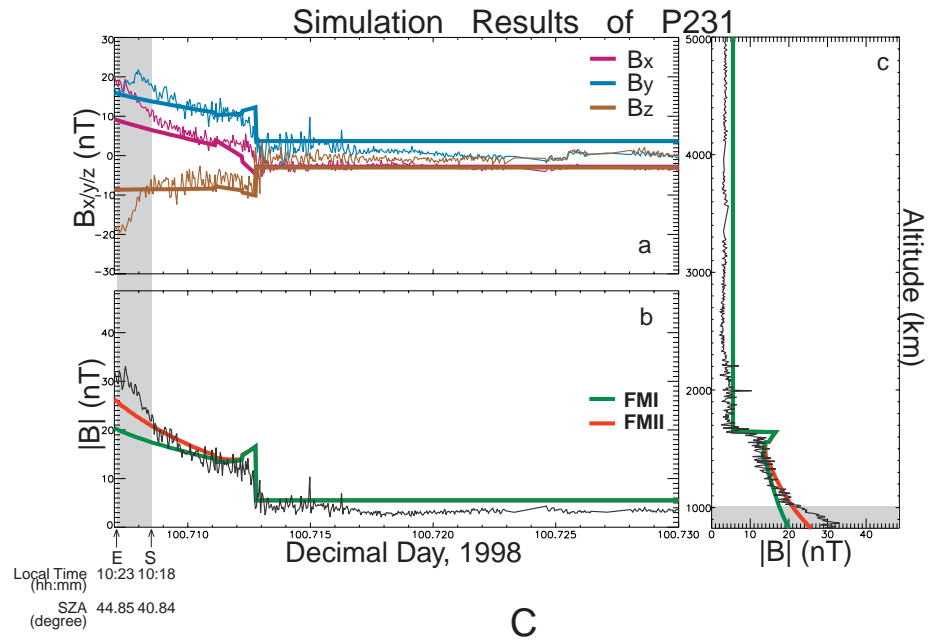 Simulation Results of P231
30
20
10
0
-10
-20
-30
Bx/y/z (nT)
Bx
By
Bz
a
40
30
20
10
0
|B| (nT)
b
FMI
FMII
100.710
100.715
100.720
100.725
100.730
Decimal Day, 1998
E
S
Local Time 10:23 10:18
(hh:mm)
SZA 44.85 40.84
(degree)
5000
4000
3000
2000
1000
c
Altitude (km)
0
10
20
30
40
|B| (nT)
C